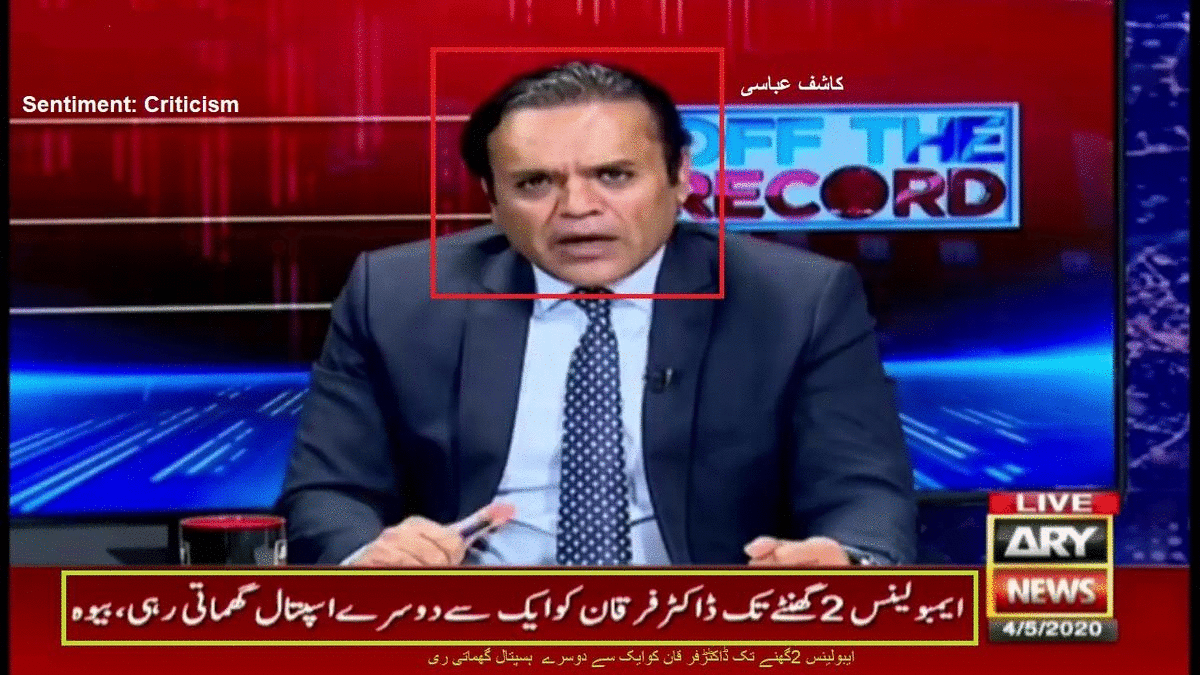 کاشف عباسی
Sentiment: Criticism
OFF THE
RECORD
LIVE
ARY
NEWS
4/5/2020
ایمبولینس 2 گھنٹے تک ڈاکٹر فرقان کو ایک سے دوسرے اسپتال گھماتی رہی، بیوہ
ایبولینس 2گھنے تک ڈاکٹڑفر قان کوایک سے دوسرے ہسپتال گھماتی ری